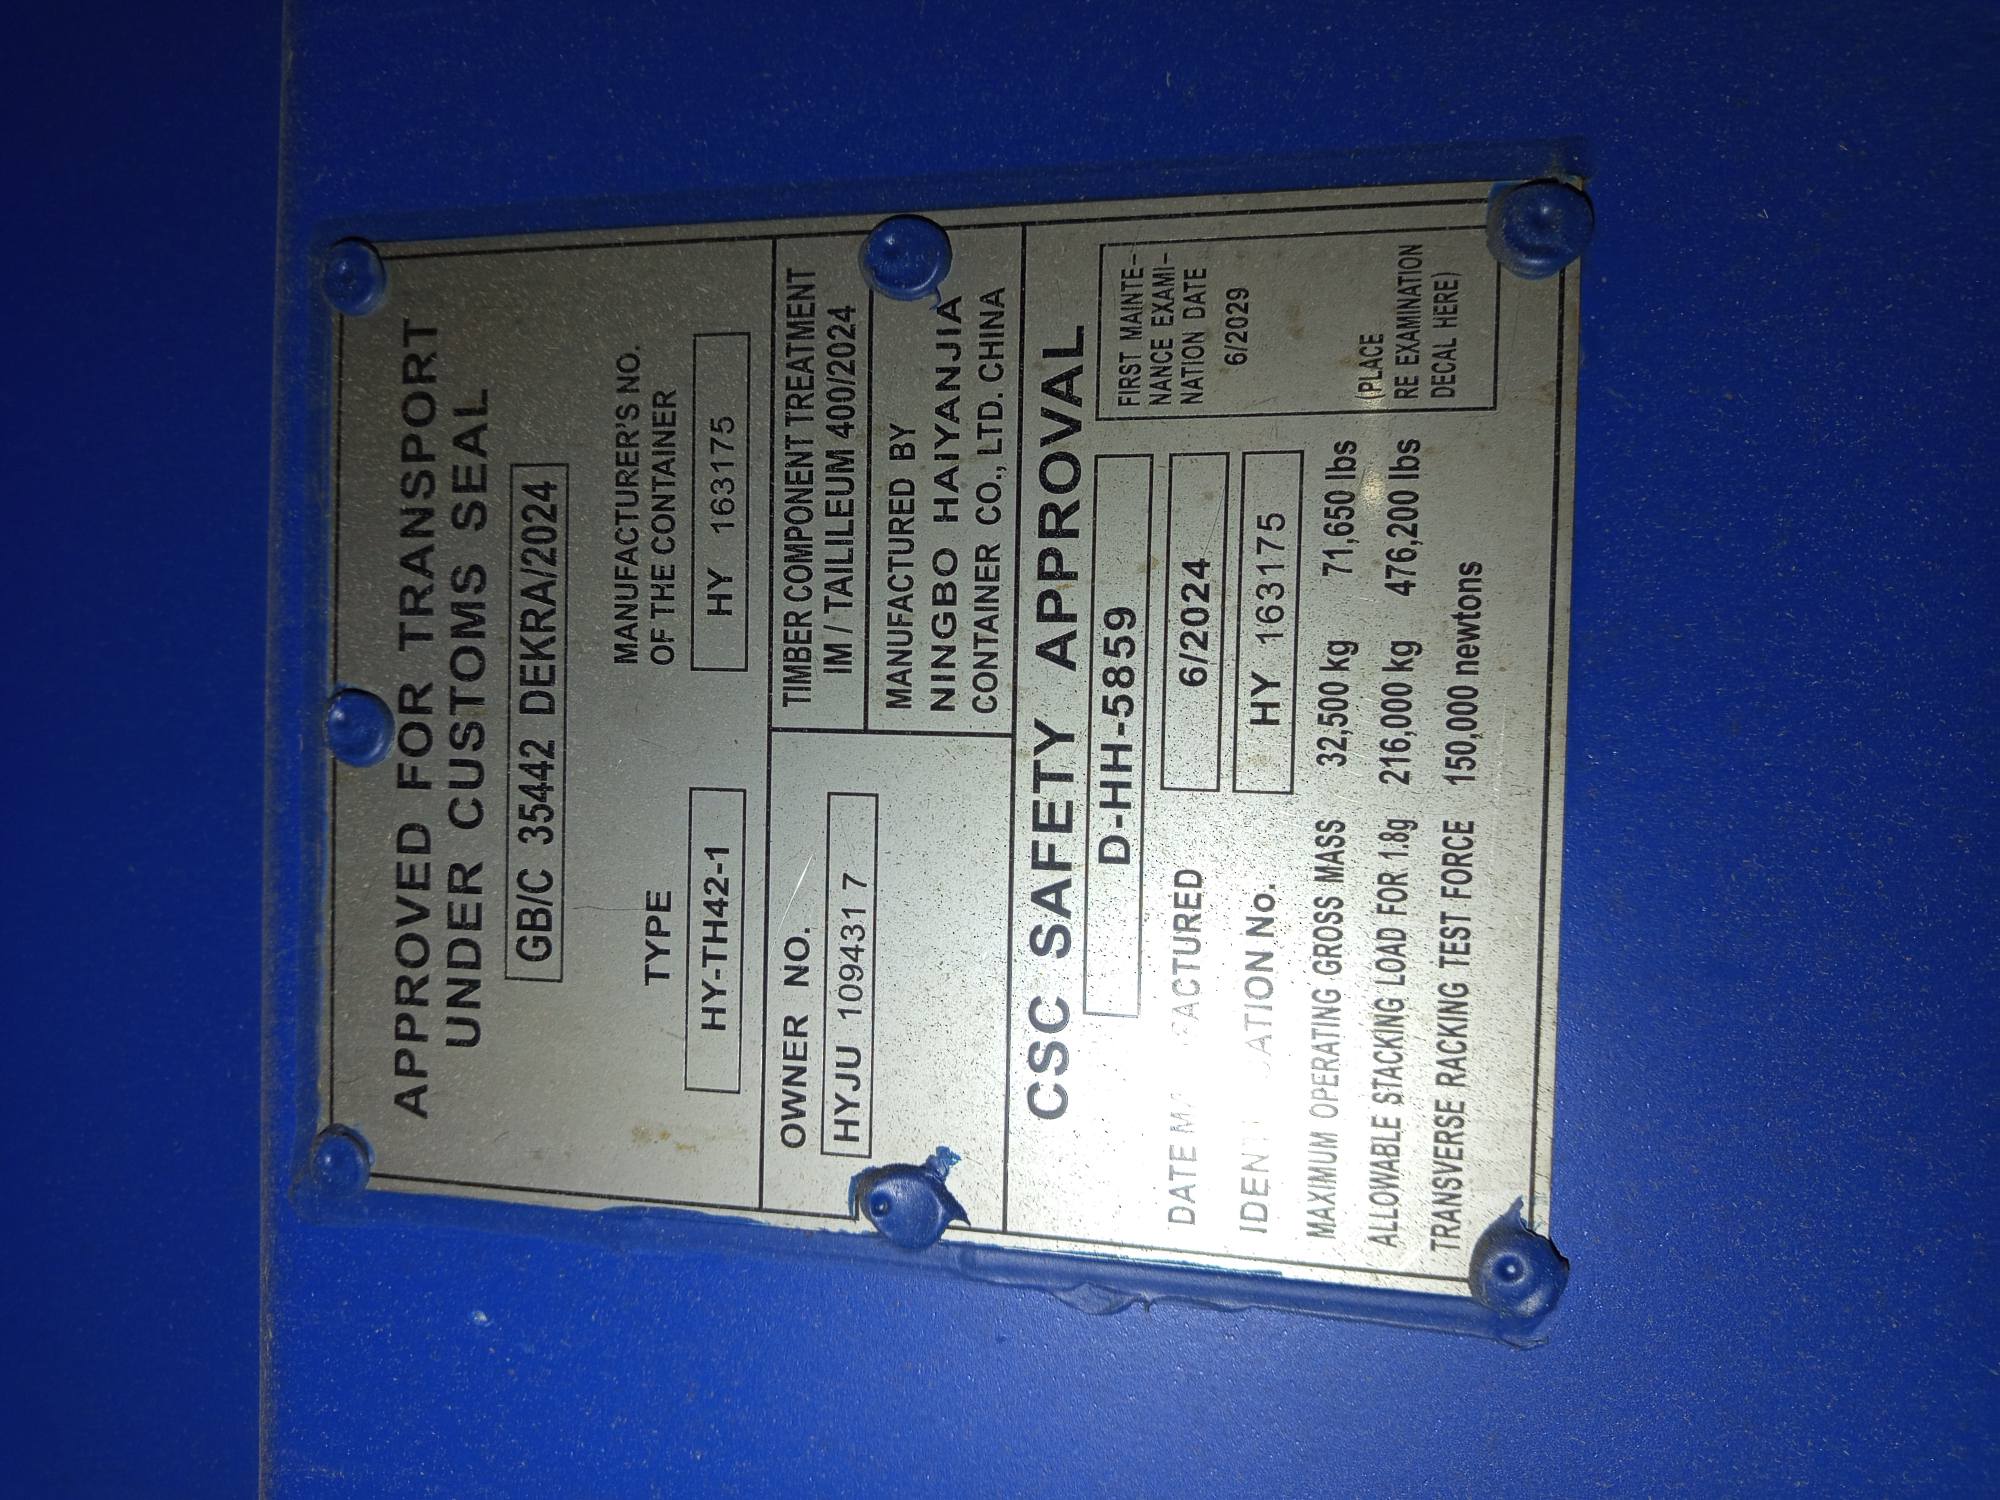 APPROVED FOR TRANSPORT
UNDER CUSTOMS SEAL
GB/C 35442 DEKRA/2024
TYPE
HY-TH42-1
MANUFACTURER'S NO.
OF THE CONTAINER
HY 163175
OWNER NO.
HYJU 109431 7
TIMBER COMPONENT TREATMENT
IM / TAILILEUM 400/2024
MANUFACTURED BY
NINGBO HAIYANJIA
CONTAINER CO., LTD. CHINA
CSC SAFETY APPROVAL
D-HH-5859
DATE MANUFACTURED 6/2024
IDENTIFICATION No. HY 163175
MAXIMUM OPERATING GROSS MASS 32,500 kg 71,650 lbs
ALLOWABLE STACKING LOAD FOR 1.8g 216,000 kg 476,200 lbs
TRANSVERSE RACKING TEST FORCE 150,000 newtons
FIRST MAINTE-
NANCE EXAMI-
NATION DATE
6/2029
(PLACE
RE EXAMINATION
DECAL HERE)